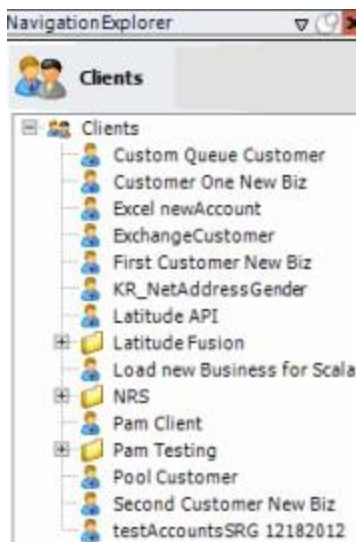 NavigationExplorer
Clients
Clients
Custom Queue Customer
Customer One New Biz
Excel newAccount
ExchangeCustomer
First Customer New Biz
KR_NetAddressGender
Latitude API
Latitude Fusion
Load new Business for Scala
NRS
Pam Client
Pam Testing
Pool Customer
Second Customer New Biz
testAccountsSRG 12182012